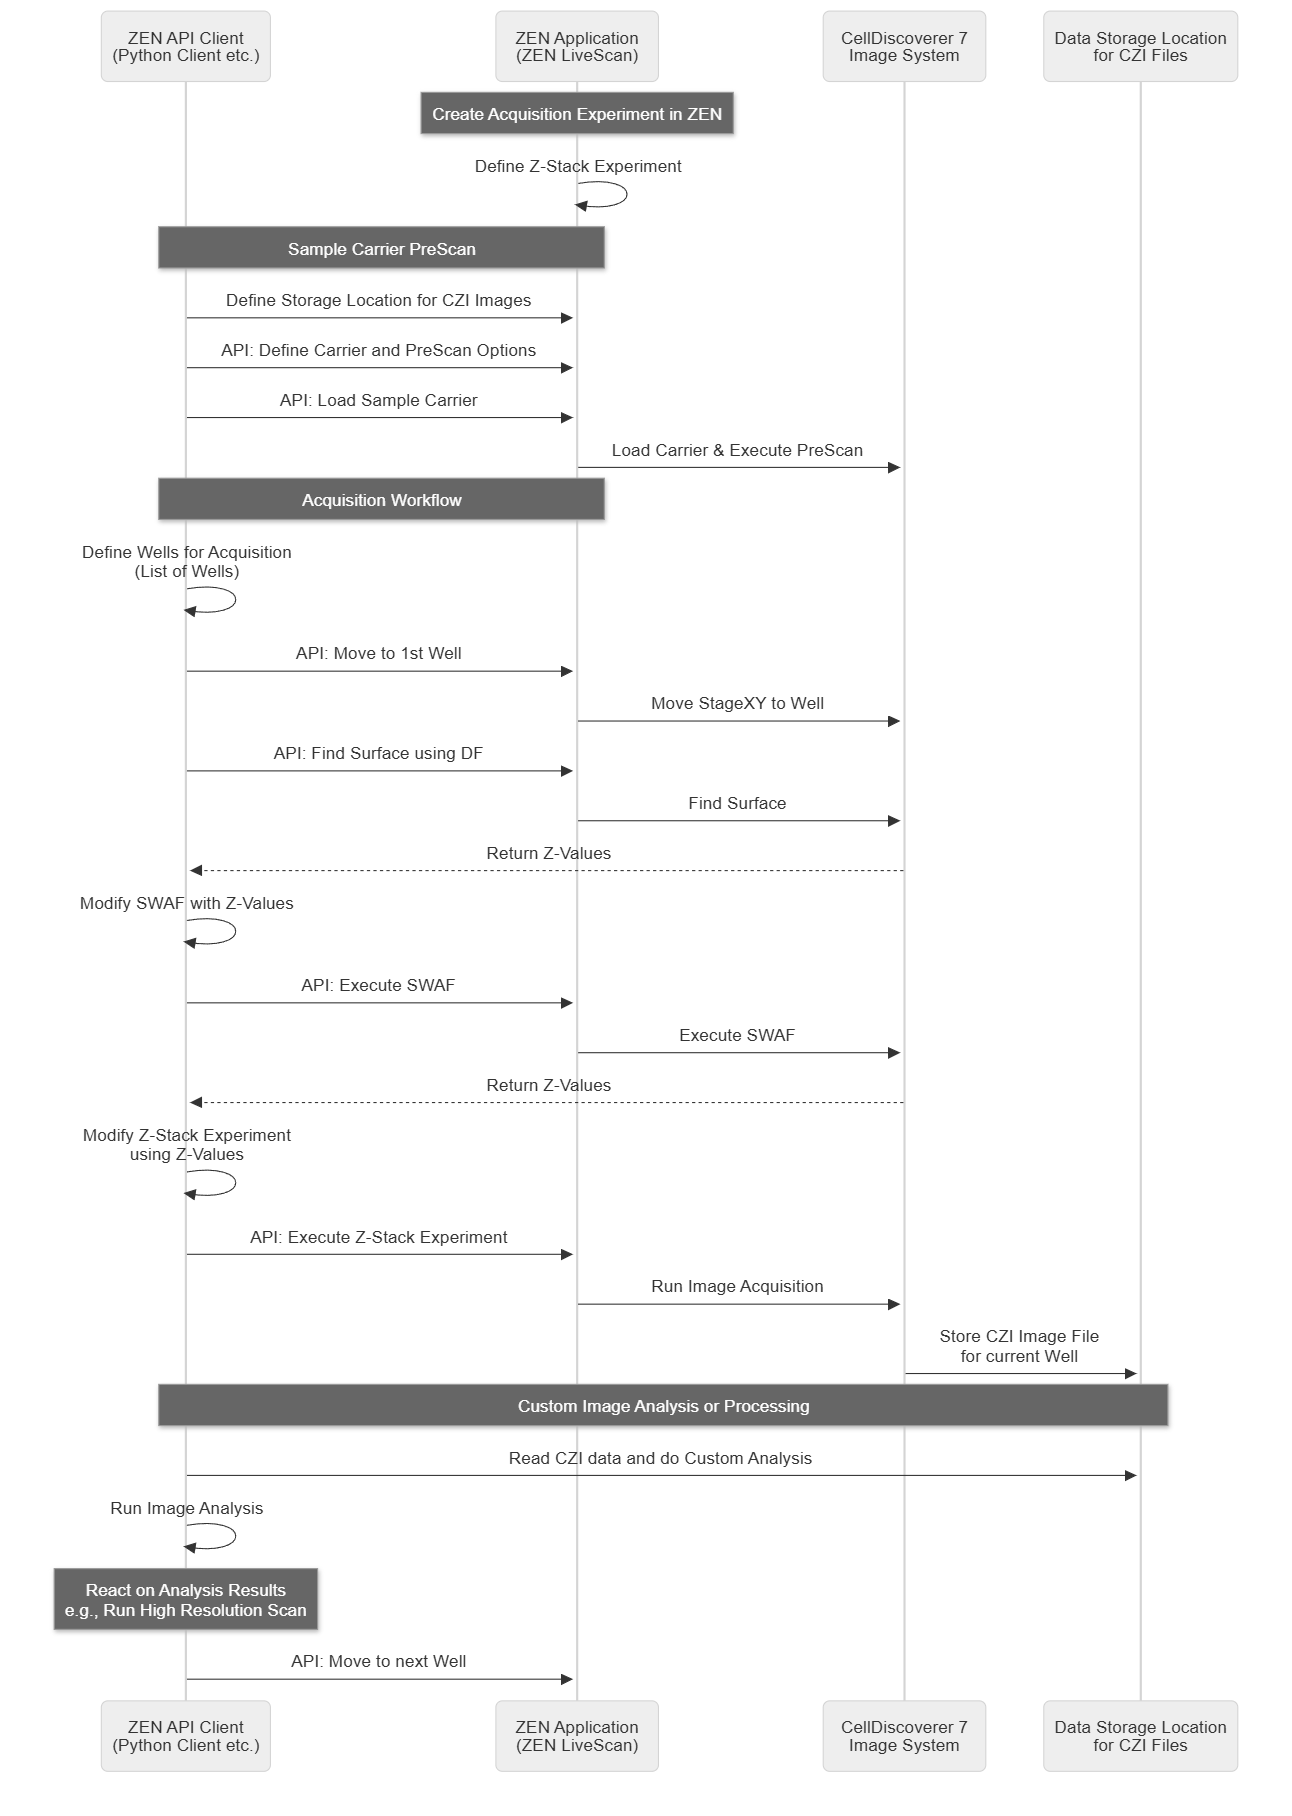 ZEN API Client
(Python Client etc.)
ZEN Application
(ZEN LiveScan)
CellDiscoverer 7
Image System
Data Storage Location
for CZI Files
Create Acquisition Experiment in ZEN
Define Z-Stack Experiment
Sample Carrier PreScan
Define Storage Location for CZI Images
API: Define Carrier and PreScan Options
API: Load Sample Carrier
Load Carrier & Execute PreScan
Acquisition Workflow
Define Wells for Acquisition
(List of Wells)
API: Move to 1st Well
Move StageXY to Well
API: Find Surface using DF
Find Surface
Return Z-Values
Modify SWAF with Z-Values
API: Execute SWAF
Execute SWAF
Return Z-Values
Modify Z-Stack Experiment
using Z-Values
API: Execute Z-Stack Experiment
Run Image Acquisition
Store CZI Image File
for current Well
Custom Image Analysis or Processing
Read CZI data and do Custom Analysis
Run Image Analysis
React on Analysis Results
e.g., Run High Resolution Scan
API: Move to next Well
ZEN API Client
(Python Client etc.)
ZEN Application
(ZEN LiveScan)
CellDiscoverer 7
Image System
Data Storage Location
for CZI Files